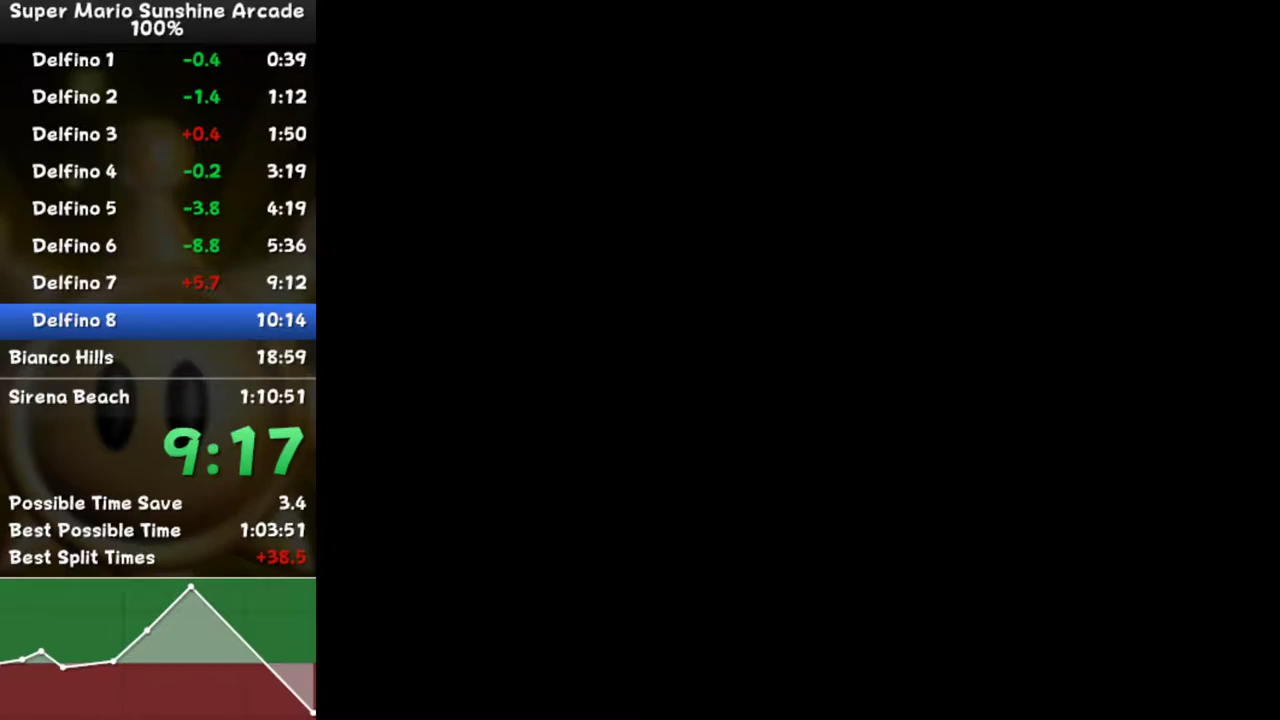 Super Mario Sunshine Arcade
100%
Delfino 1 -0.4 0:39
Delfino 2 -1.4 1:12
Delfino 3 +0.4 1:50
Delfino 4 -0.2 3:19
Delfino 5 -3.8 4:19
Delfino 6 -8.8 5:36
Delfino 7 +5.7 9:12
Delfino 8 10:14
Bianco Hills 18:59
Sirena Beach 1:10:51
9:17
Possible Time Save 3.4
Best Possible Time 1:03:51
Best Split Times +38.5